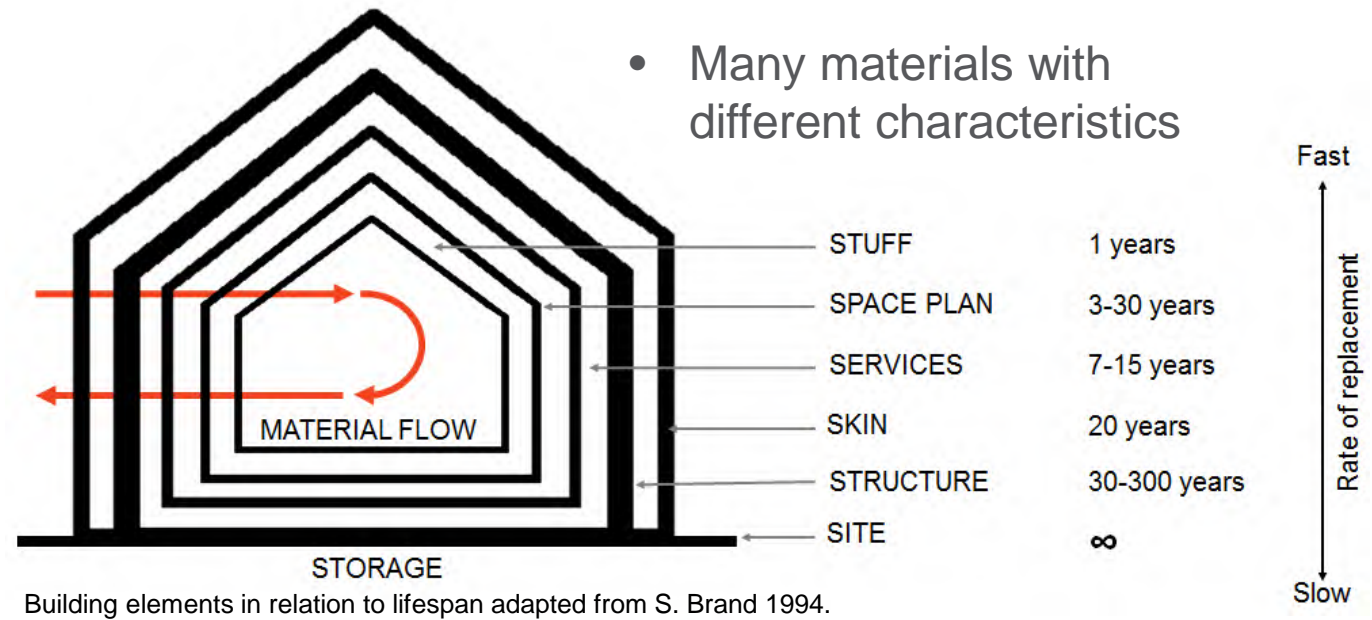 • Many materials with
different characteristics
Fast
STUFF 1 years
SPACE PLAN 3-30 years
SERVICES 7-15 years
SKIN 20 years
STRUCTURE 30-300 years
SITE ∞
Rate of replacement
Slow
MATERIAL FLOW
STORAGE
Building elements in relation to lifespan adapted from S. Brand 1994.